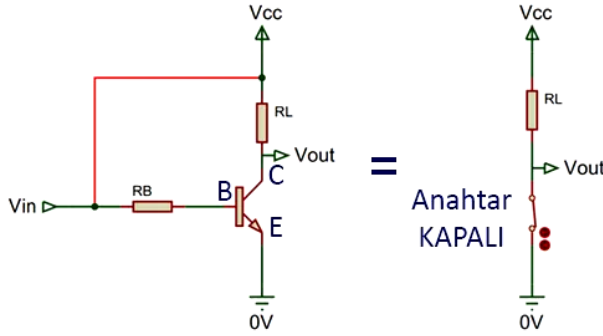 Vcc
RL
Vout
C
B
RB
Vin
E
0V
=
Vcc
RL
Vout
Anahtar
KAPALI
0V